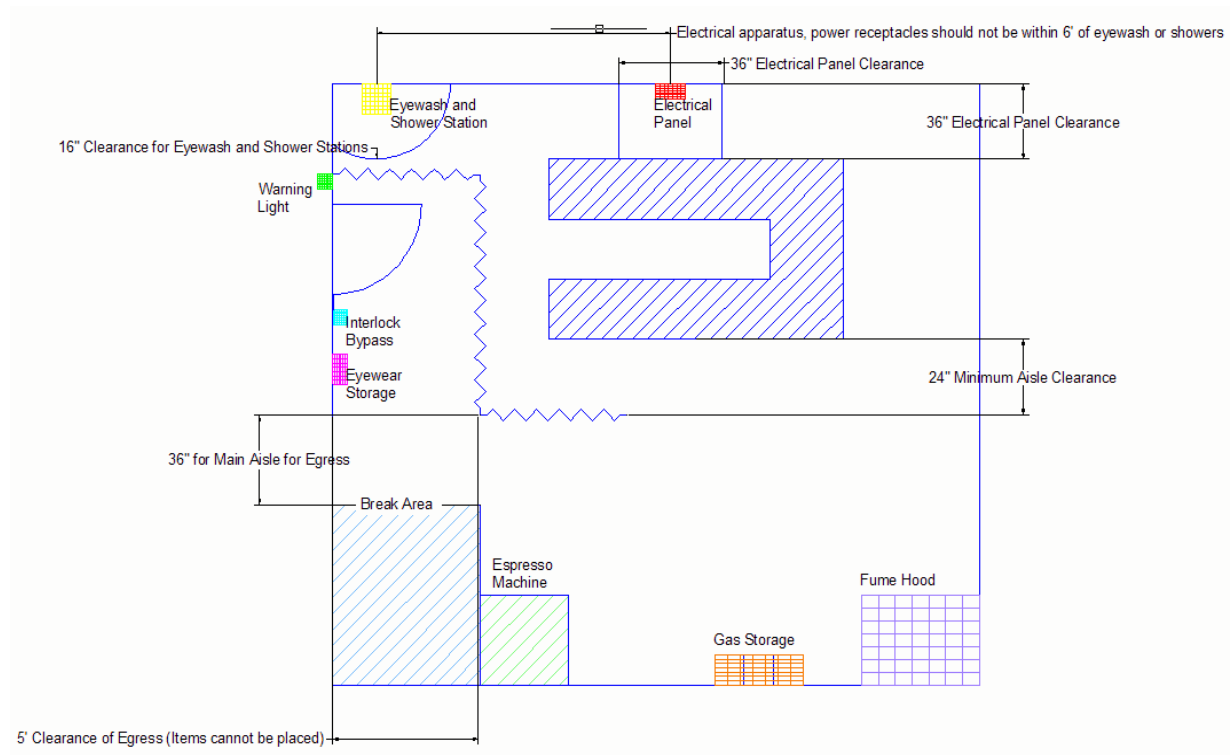 Electrical apparatus, power receptacles should not be within 6' of eyewash or showers
36" Electrical Panel Clearance
Eyewash and
Shower Station
Electrical
Panel
36" Electrical Panel Clearance
16" Clearance for Eyewash and Shower Stations
Warning
Light
Interlock
Bypass
Eyewear
Storage
24" Minimum Aisle Clearance
36" for Main Aisle for Egress
Break Area
Espresso
Machine
Fume Hood
Gas Storage
5' Clearance of Egress (Items cannot be placed)